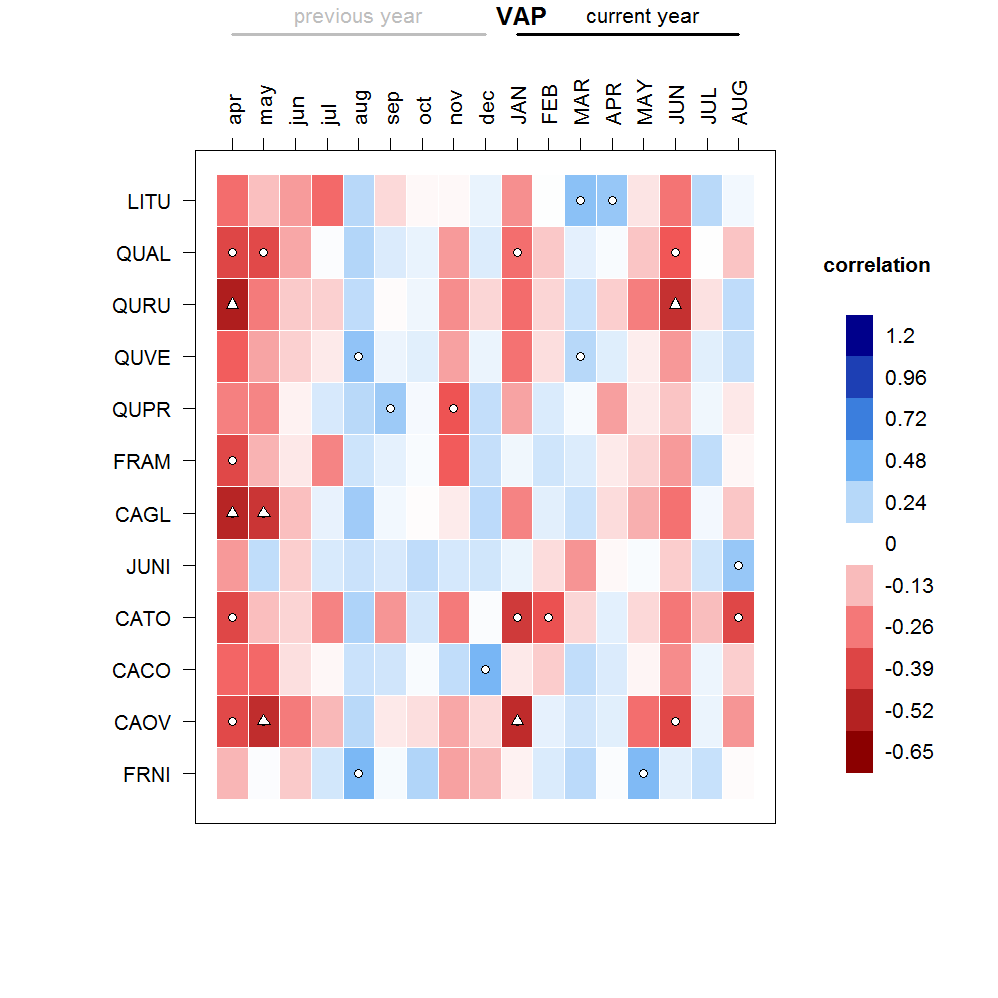 previous year VAP current year
apr may jun jul aug sep oct nov dec JAN FEB MAR APR MAY JUN JUL AUG
LITU
QUAL
QURU
QUVE
QUPR
FRAM
CAGL
JUNI
CATO
CACO
CAOV
FRNI
correlation
1.2
0.96
0.72
0.48
0.24
0
-0.13
-0.26
-0.39
-0.52
-0.65